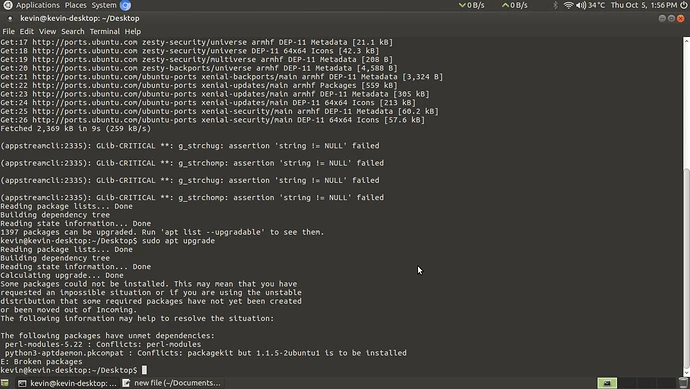 Applications Places System 0 B/s 0 B/s 34°C Thu Oct 5, 1:56 PM
kevin@kevin-desktop: ~/Desktop
File Edit View Search Terminal Help
Get:17 http://ports.ubuntu.com zesty-security/universe armhf DEP-11 Metadata [21.1 kB]
Get:18 http://ports.ubuntu.com zesty-security/universe DEP-11 64x64 Icons [42.3 kB]
Get:19 http://ports.ubuntu.com zesty-security/multiverse armhf DEP-11 Metadata [208 B]
Get:20 http://ports.ubuntu.com zesty-backports/universe armhf DEP-11 Metadata [4,588 B]
Get:21 http://ports.ubuntu.com/ubuntu-ports xenial-backports/main armhf DEP-11 Metadata [3,324 B]
Get:22 http://ports.ubuntu.com/ubuntu-ports xenial-updates/main armhf Packages [559 kB]
Get:23 http://ports.ubuntu.com/ubuntu-ports xenial-updates/main armhf DEP-11 Metadata [305 kB]
Get:24 http://ports.ubuntu.com/ubuntu-ports xenial-updates/main DEP-11 64x64 Icons [213 kB]
Get:25 http://ports.ubuntu.com/ubuntu-ports xenial-security/main armhf DEP-11 Metadata [60.2 kB]
Get:26 http://ports.ubuntu.com/ubuntu-ports xenial-security/main DEP-11 64x64 Icons [57.6 kB]
Fetched 2,369 kB in 9s (259 kB/s)
(appstreamcli:2335): GLib-CRITICAL **: g_strchug: assertion 'string != NULL' failed
(appstreamcli:2335): GLib-CRITICAL **: g_strchomp: assertion 'string != NULL' failed
(appstreamcli:2335): GLib-CRITICAL **: g_strchug: assertion 'string != NULL' failed
(appstreamcli:2335): GLib-CRITICAL **: g_strchomp: assertion 'string != NULL' failed
Reading package lists... Done
Building dependency tree
Reading state information... Done
1397 packages can be upgraded. Run 'apt list --upgradable' to see them.
kevin@kevin-desktop:~/Desktop$ sudo apt upgrade
Reading package lists... Done
Building dependency tree
Reading state information... Done
Calculating upgrade... Done
Some packages could not be installed. This may mean that you have
requested an impossible situation or if you are using the unstable
distribution that some required packages have not yet been created
or been moved out of Incoming.
The following information may help to resolve the situation:
The following packages have unmet dependencies:
perl-modules-5.22 : Conflicts: perl-modules
python3-aptdaemon.pkcompat : Conflicts: packagekit but 1.1.5-2ubuntu1 is to be installed
E: Broken packages
kevin@kevin-desktop:~/Desktop$
kevin@kevin-desktop: ... new file (~/Documents...